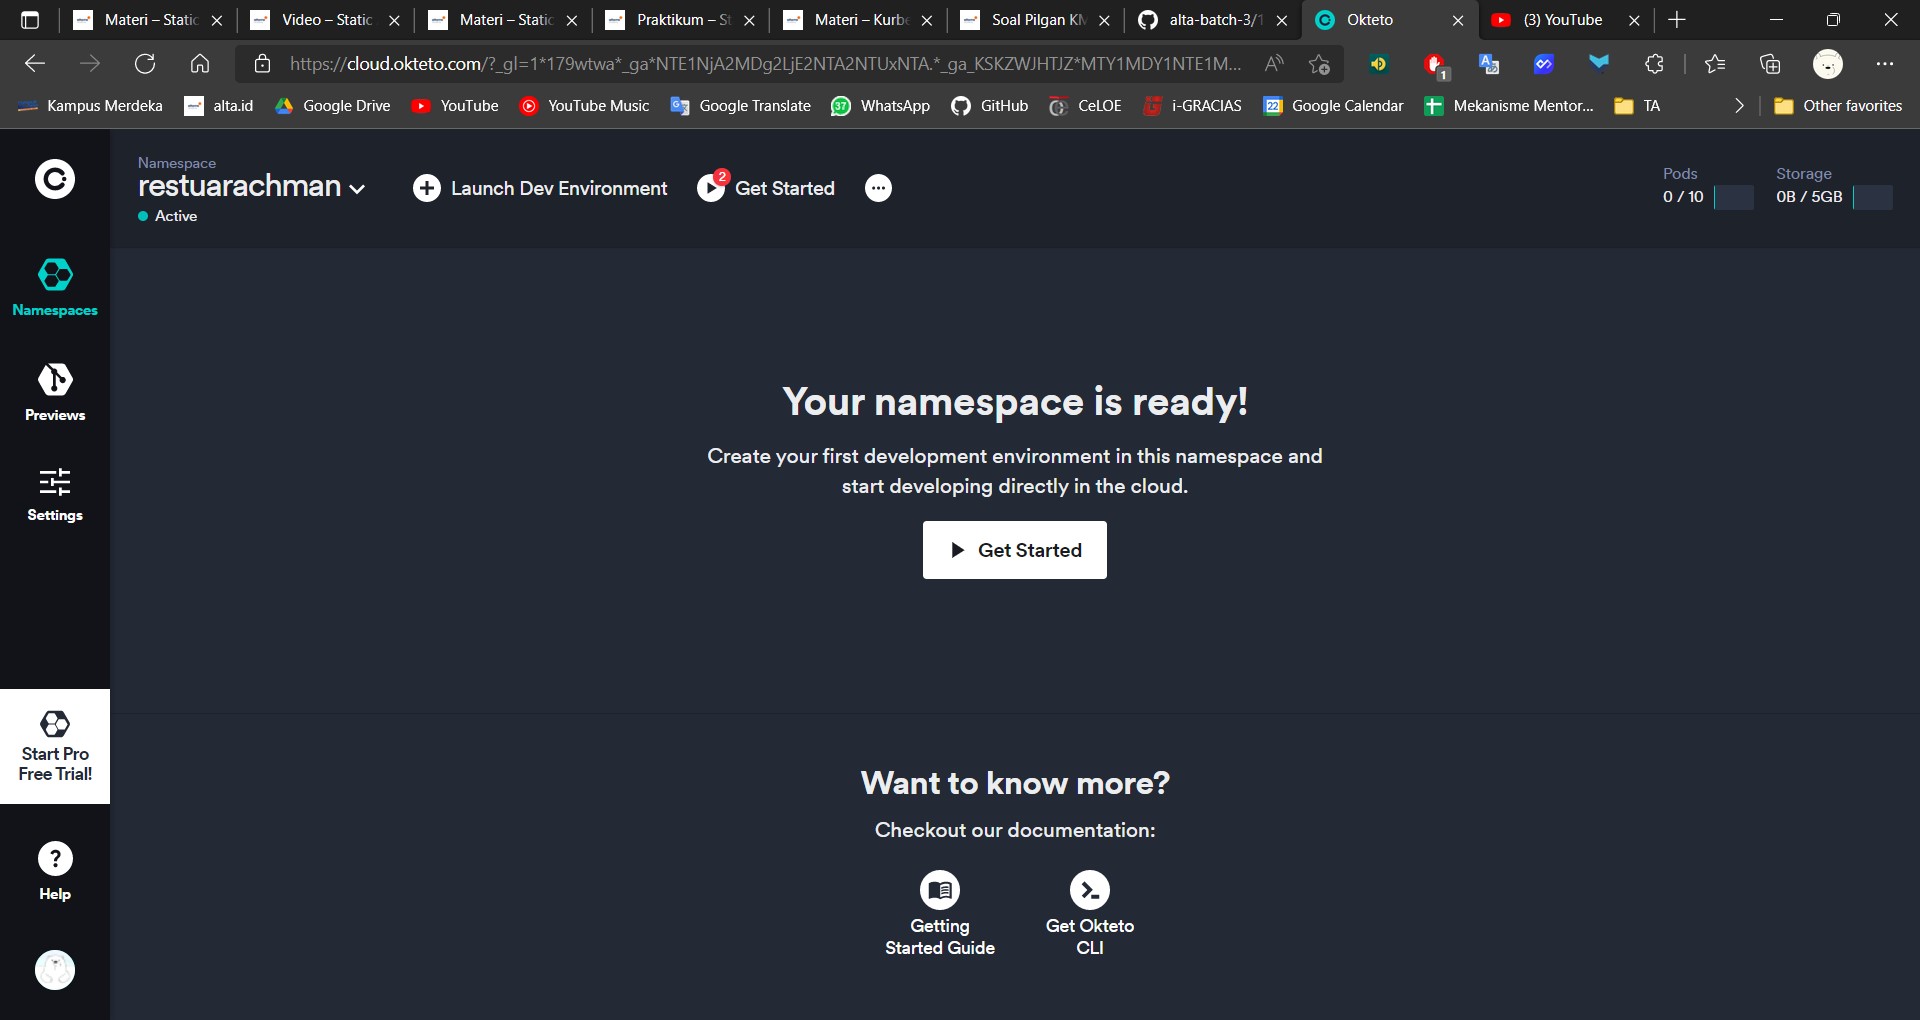 Materi – Static
Video – Static
Materi – Static
Praktikum – St
Materi – Kurbe
Soal Pilgan KM
alta-batch-3/1
Okteto
(3) YouTube
https://cloud.okteto.com/?_gl=1*179wtwa*_ga*NTE1NjA2MDg2LjE2NTA2NTUxNTA.*_ga_KSKZWJHTJZ*MTY1MDY1NTE1M...
1
Kampus Merdeka
alta.id
Google Drive
YouTube
YouTube Music
Google Translate
37
WhatsApp
GitHub
CeLOE
i-GRACIAS
22
Google Calendar
Mekanisme Mentor...
TA
Other favorites
Namespace
restuarachman
Active
Launch Dev Environment
2
Get Started
Pods
0 / 10
Storage
0B / 5GB
Namespaces
Previews
Settings
Start Pro
Free Trial!
Help
Your namespace is ready!
Create your first development environment in this namespace and
start developing directly in the cloud.
Get Started
Want to know more?
Checkout our documentation:
Getting
Started Guide
Get Okteto
CLI